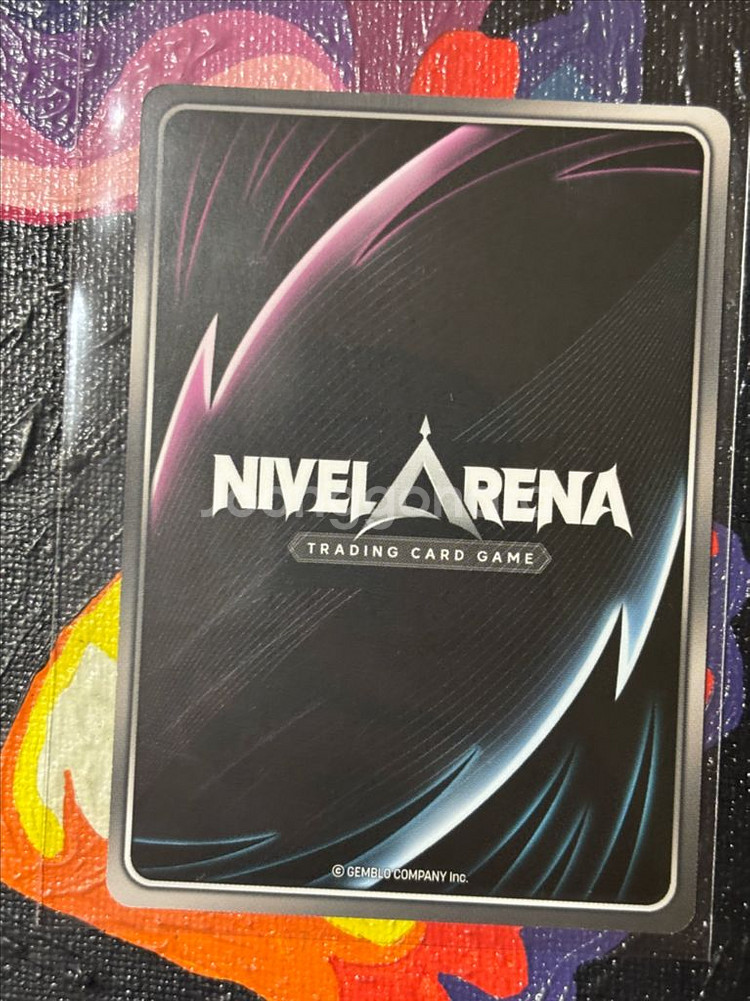 NIVEL ARENA
TRADING CARD GAME
© GEMBLO COMPANY Inc.